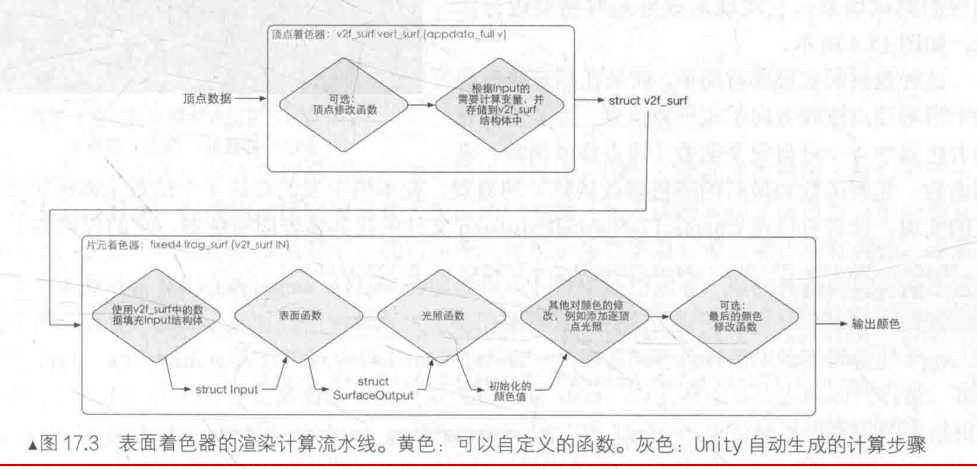 顶点着色器：v2f_surf vert_surf (appdata_full v)
顶点数据
可选：
顶点修改函数
根据Input的
需要计算变量，并
存储到v2f_surf
结构体中
struct v2f_surf
片元着色器：fixed4 frag_surf (v2f_surf IN)
使用v2f_surf中的数
据填充Input结构体
表面函数
光照函数
其他对颜色的修
改，例如添加逐顶
点光照
可选：
最后的颜色
修改函数
输出颜色
struct Input
struct
SurfaceOutput
初始化的
颜色值
▲图 17.3 表面着色器的渲染计算流水线。黄色：可以自定义的函数。灰色：Unity 自动生成的计算步骤